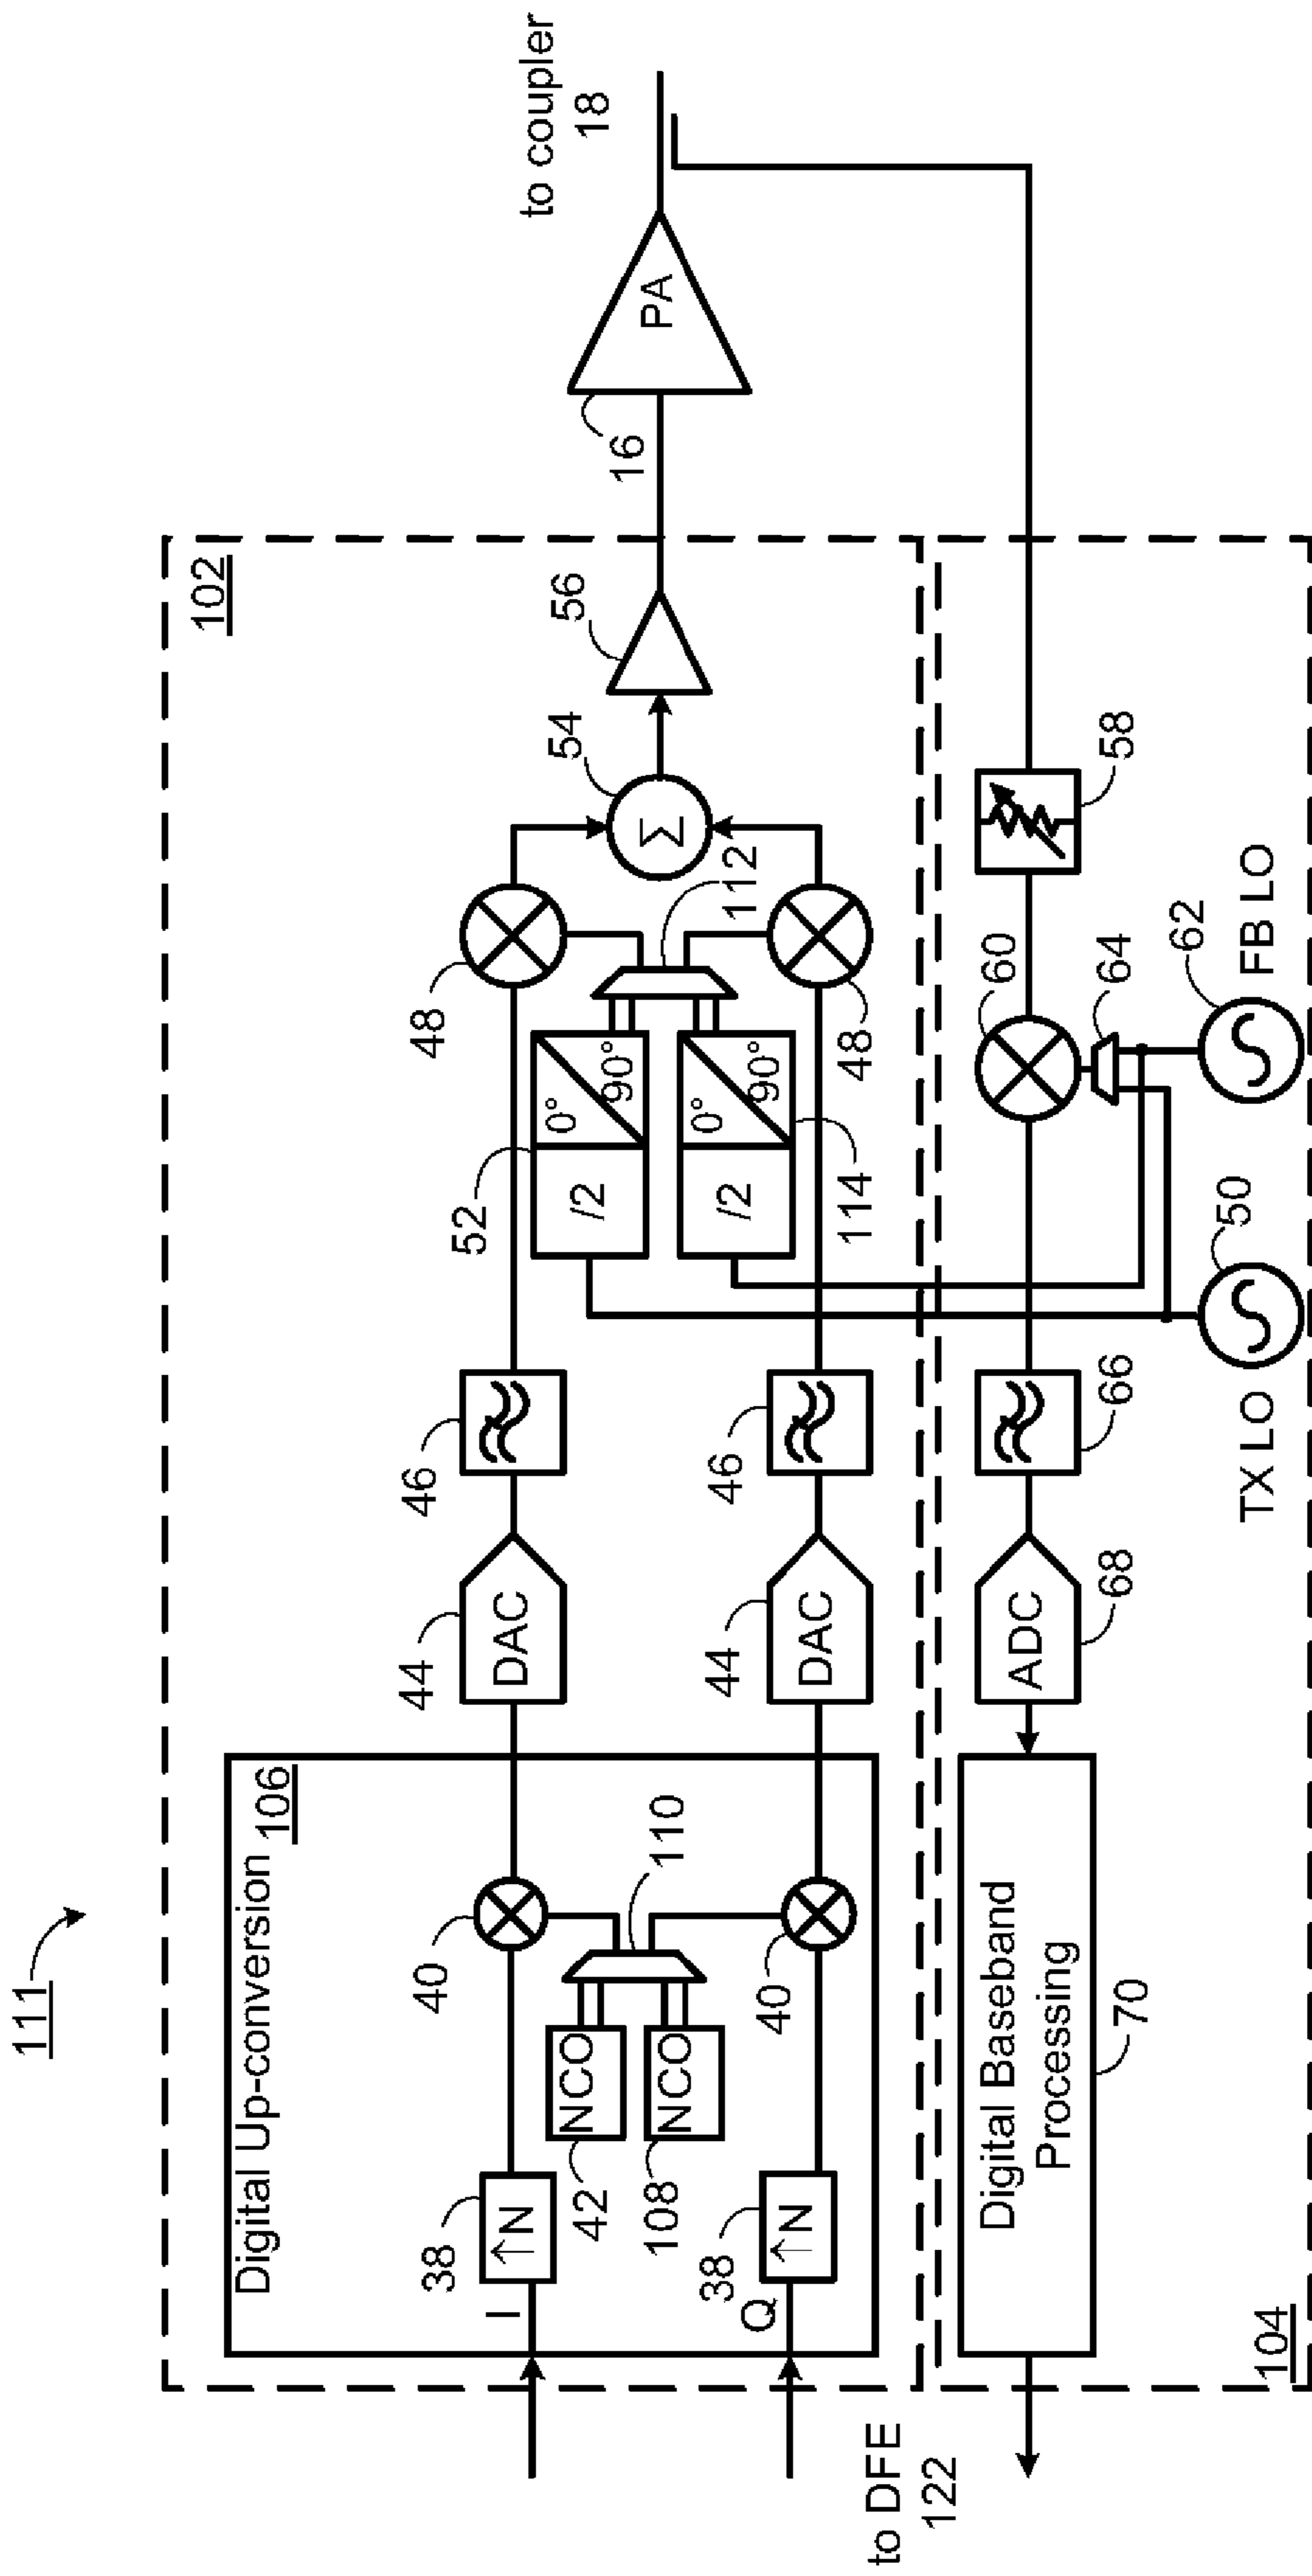 111
102
Digital Up-conversion
106
I
38
↑N
40
42
NCO
108
NCO
110
Q
38
↑N
40
44
DAC
46
48
52
/2
0°
90°
/2
0°
90°
114
112
44
DAC
46
48
54
Σ
56
16
PA
to coupler
18
to DFE
122
104
Digital Baseband
Processing
70
ADC
68
66
60
64
58
TX LO
50
62
FB LO